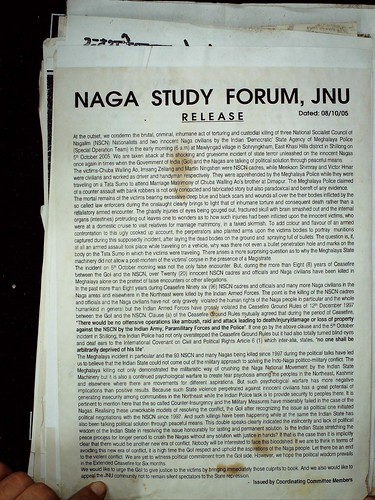 NAGA STUDY FORUM, JNU
RELEASE
Dated: 08/10/05
At the outset, we condemn the brutal, criminal, inhumane act of torturing and custodial killing of three National Socialist Council of
Nagalim (NSCN) Nationalists and two innocent Naga civilians by the Indian 'Democratic' State Agency of Meghalaya Police
(Special Operation Team) in the early morning (5 a.m) at Mawlyngad village in Sohryngkham, East Khasi Hills district in Shillong on
5th October 2005. We are taken aback at this shocking and gruesome event of state terror unleashed on the innocent Nagas
once again in times when the Government of India (GoI) and the Nagas are talking of political solution through peaceful means.
The victims-Chuba Walling Ao, Imsang Zeliang and Martin Ningshen were NSCN cadres, while Meekaon Shimray and Victor Hmar
were civilians and worked as driver and handyman respectively. They were apprehended by the Meghalaya Police while they were
traveling on a Tata Sumo to attend Marriage Ceremony of Chuba Walling Ao's brother at Dimapur. The Meghalaya Police claimed
of a counter assault with bank robbers is not only concocted and fabricated story but also paradoxical and bereft of any evidence.
The mortal remains of the victims bearing excessive deep blue and black scars and wounds all over the their bodies inflicted by the
so called law enforcers during the onslaught clearly brings to light that of inhumane torture and consequent death rather than a
retaliatory armed encounter. The ghastly injuries of eyes being gouged out, fractured skull with brain smashed out and the internal
organs (intestines) protruding out leaves one to wonders as to how such injuries had been inflicted upon the innocent victims, who
were at a domestic cruise to visit relatives for marriage matrimony, in a faked skirmish. To add colour and flavour of an armed
confrontation to this ugly cooked up account, the perpetrators also planted arms upon the victims bodies to portray munitions
captured during this supposedly incident, after laying the dead bodies on the ground and spraying full of bullets. The question is, if,
at all an armed assault took place while traveling on a vehicle, why was there not even a bullet penetration hole and marks on the
body on the Tata Sumo in which the victims were traveling. There arises a more surprising question as to why the Meghalaya State
machinery did not allow a post-mortem of the victims' corpse in the presence of a Magistrate.
The incident on 5th October morning was not the only false encounter. But, during the more than Eight (8) years of Ceasefire
between the GoI and the NSCN, over Twenty (20) innocent NSCN cadres and officials and Naga civilians have been killed in
Meghalaya alone on the pretext of false encounters or other allegations.
In the past more than Eight years during Ceasefire Ninety six (96) NSCN cadres and officials and many more Naga civilians in the
Naga areas and elsewhere in the Northeast were killed by the Indian Armed Forces. The point is the killing of the NSCN cadres
and officials and the Naga civilians have not only gravely violated the human rights of the Naga people in particular and the whole
humankind in general but the Indian Armed Forces have grossly violated the Ceasefire Ground Rules of 12th December 1997
between the GoI and the NSCN. Clause (a) of the Ceasefire Ground Rules mutually agreed that during the period of Ceasefire,
"There would be no offensive operations like ambush, raid and attack leading to death/injury/damage or loss of property
against the NSCN by the Indian Army, Paramilitary Forces and the Police". If one go by the above clause and the 5th October
incident in Shillong, the Indian Police had not only overstepped the Ceasefire Ground Rules but it had also totally turned blind eyes
and deaf ears to the International Covenant on Civil and Political Rights Article 6 (1) which inter-alia, states, "no one shall be
arbitrarily deprived of his life"
The Meghalaya incident in particular and the 93 NSCN and many Nagas being killed since 1997 during the political talks have led
us to believe that the Indian State could not come out of the military approach to solving the Indo-Naga politico-military conflict. The
Meghalaya killing not only demonstrated the militaristic way of crushing the Naga National Movement by the Indian State
Machinery but it is also a continued psychological warfare to create fear psychosis among the peoples in the Northeast, Kashmir
and elsewhere where there are movements for different aspirations. But such psychological warfare has more negative
implications than positive results. Because such State violence perpetrated against innocent civilians has a great potential of
generating insecurity among communities in the Northeast while the Indian Police task is to provide security to peoples there. It is
pertinent to mention here that the so called Counter-Insurgency and the Military Measures have miserably failed in the case of the
Nagas. Realising those unworkable models of resolving the conflict, the GoI after recognizing the issue as political one initiated
political negotiations with the NSCN since 1997. And such killings have been happening while at the same time the Indian State has
also been talking political solution through peaceful means. This double speak clearly indicated the insincerity and lack of political
wisdom of the Indian State in resolving the issue honourably for lasting and permanent solution. Is the Indian State stretching the
peace process for longer period to crush the Nagas without any solution with justice in hands? If that is the case then it is explicitly
clear that there would be another new era of conflict. Nobody will be interested to face this bloodshed. If we are to think in terms of
avoiding this new era of conflict, it is high time the GoI respect and uphold the aspirations of the Naga people. Let there be an end
to the violent conflict. We are yet to witness political commitment from the GoI side. However, we hope the political wisdom prevails
in the Extended Ceasefire for Six months.
We would like to urge the GoI to give justice to the victims by bringing immediately those culprits to book. And we also would like to
appeal the JNU community not to remain silent spectators to the State repression.
Issued by Coordinating Committee Members